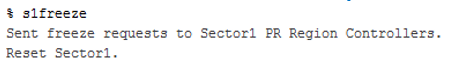 % s1freeze
Sent freeze requests to Sector1 PR Region Controllers.
Reset Sector1.